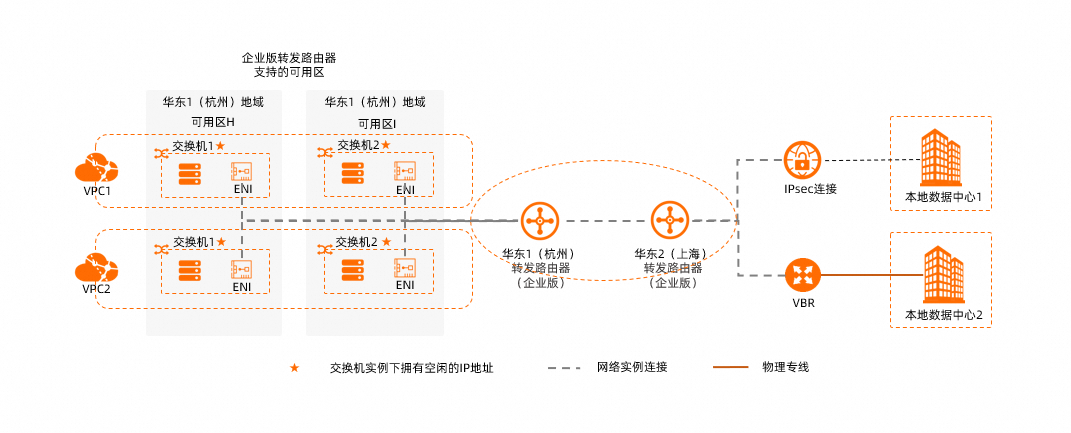 企业版转发路由器
支持的可用区
华东1（杭州）地域
可用区H
华东1（杭州）地域
可用区I
交换机1
ENI
交换机2
ENI
VPC1
交换机1
ENI
交换机2
ENI
VPC2
华东1（杭州）
转发路由器
（企业版）
华东2（上海）
转发路由器
（企业版）
IPsec连接
VBR
本地数据中心1
本地数据中心2
交换机实例下拥有空闲的IP地址
网络实例连接
物理专线